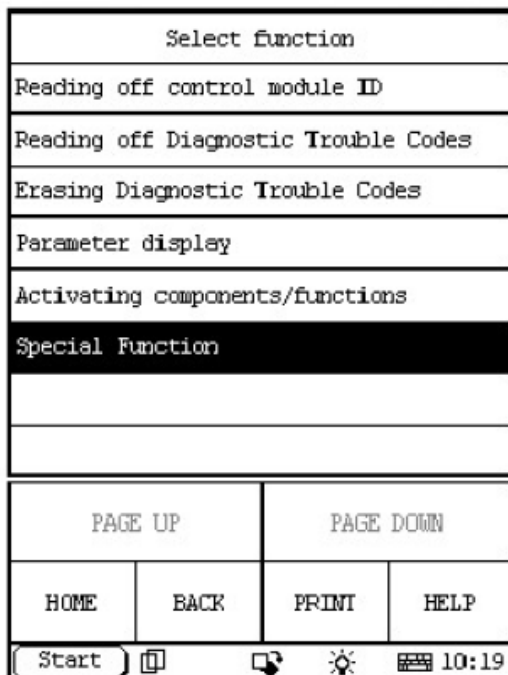 Select function
Reading off control module ID
Reading off Diagnostic Trouble Codes
Erasing Diagnostic Trouble Codes
Parameter display
Activating components/functions
Special Function
PAGE UP PAGE DOWN
HOME BACK PRINT HELP
Start 10:19